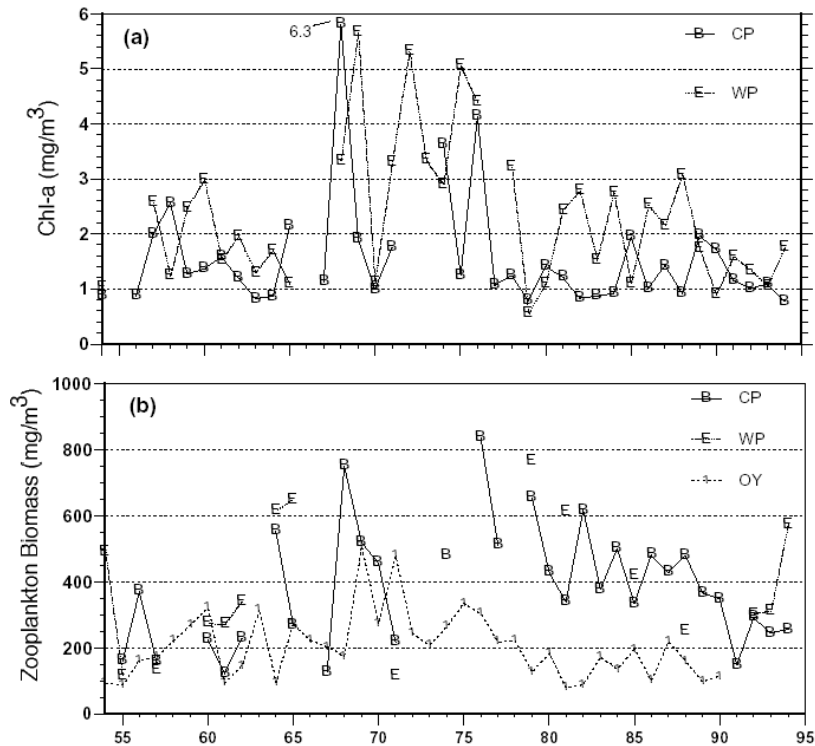 (a)
6.3
B CP
E WP
Chl-a (mg/m³)
6
5
4
3
2
1
0
(b)
B CP
E WP
1 OY
Zooplankton Biomass (mg/m³)
1000
800
600
400
200
0
55 60 65 70 75 80 85 90 95